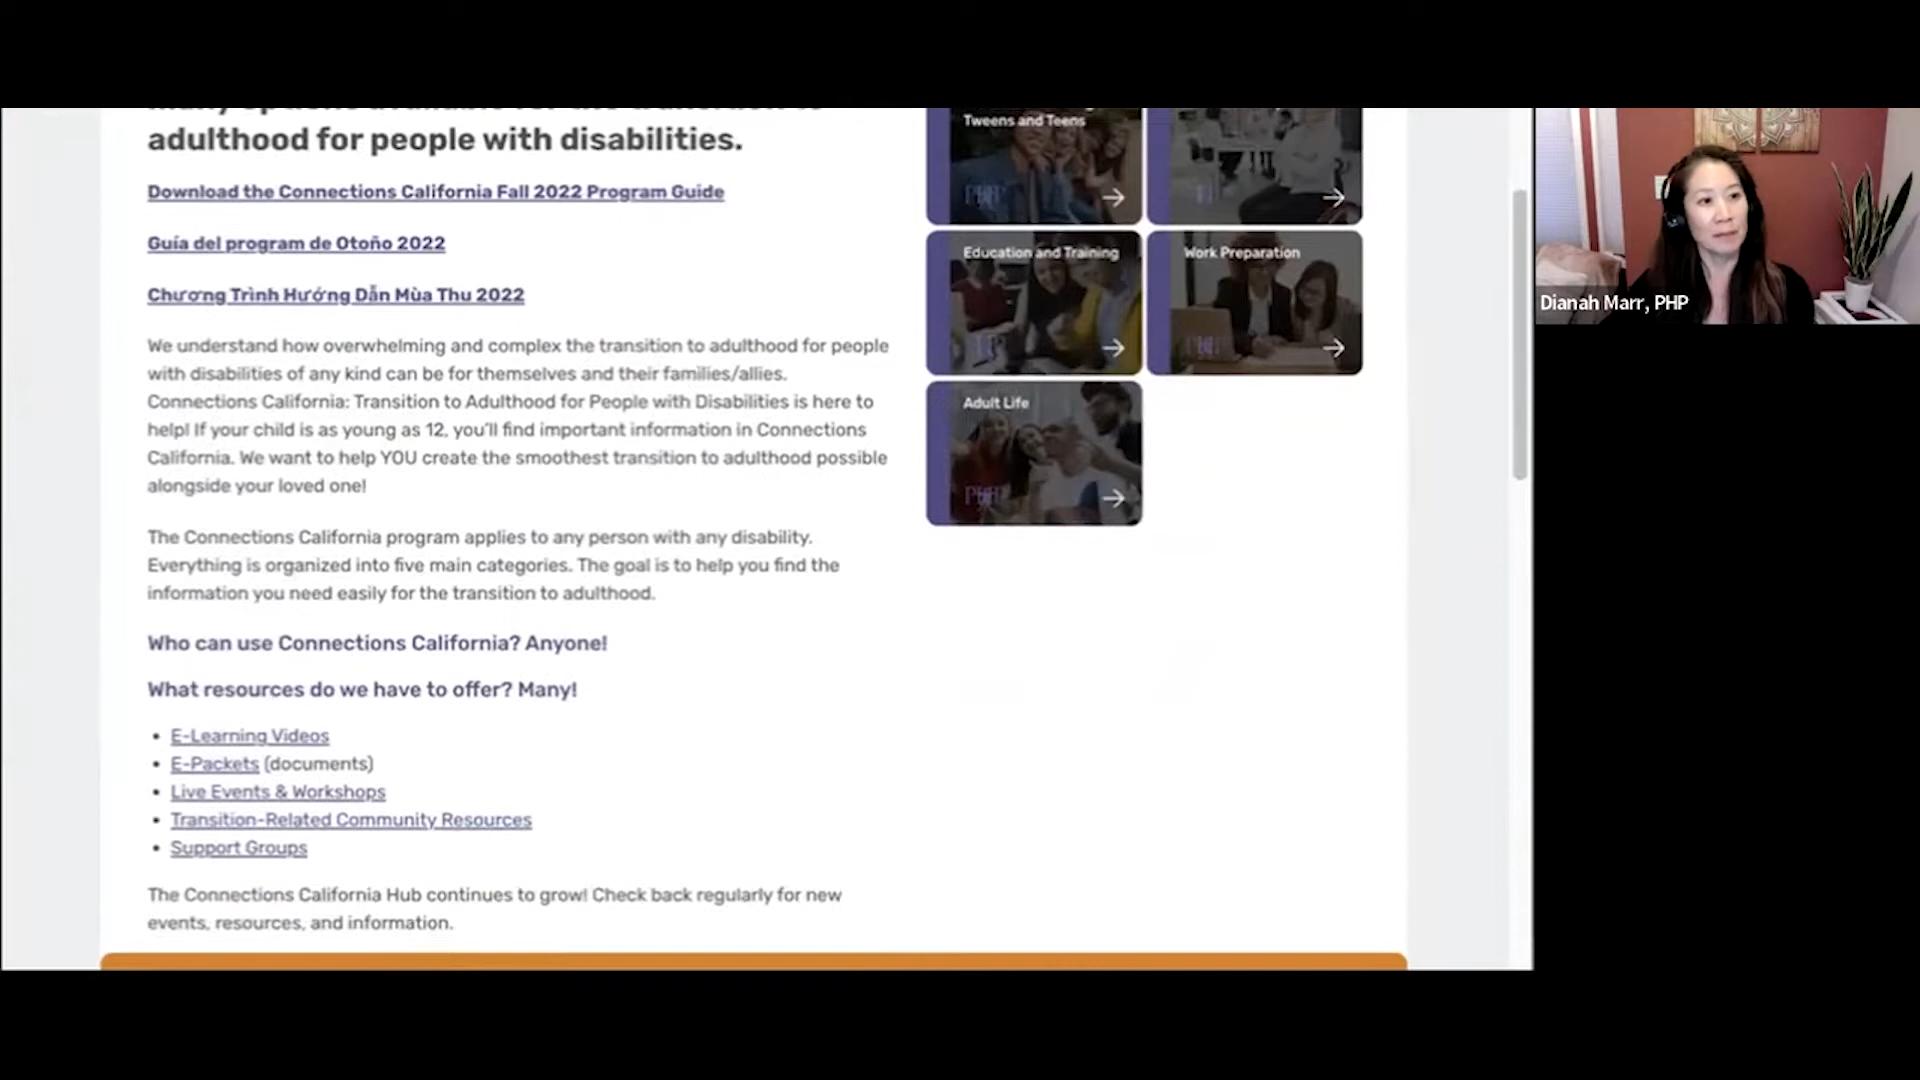 adulthood for people with disabilities.
Download the Connections California Fall 2022 Program Guide
Guía del program de Otoño 2022
Chương Trình Hướng Dẫn Mùa Thu 2022
We understand how overwhelming and complex the transition to adulthood for people
with disabilities of any kind can be for themselves and their families/allies.
Connections California: Transition to Adulthood for People with Disabilities is here to
help! If your child is as young as 12, you'll find important information in Connections
California. We want to help YOU create the smoothest transition to adulthood possible
alongside your loved one!
The Connections California program applies to any person with any disability.
Everything is organized into five main categories. The goal is to help you find the
information you need easily for the transition to adulthood.
Who can use Connections California? Anyone!
What resources do we have to offer? Many!
• E-Learning Videos
• E-Packets (documents)
• Live Events & Workshops
• Transition-Related Community Resources
• Support Groups
The Connections California Hub continues to grow! Check back regularly for new
events, resources, and information.
Tweens and Teens
PHP
Education and Training
Work Preparation
Adult Life
PHP
Dianah Marr, PHP